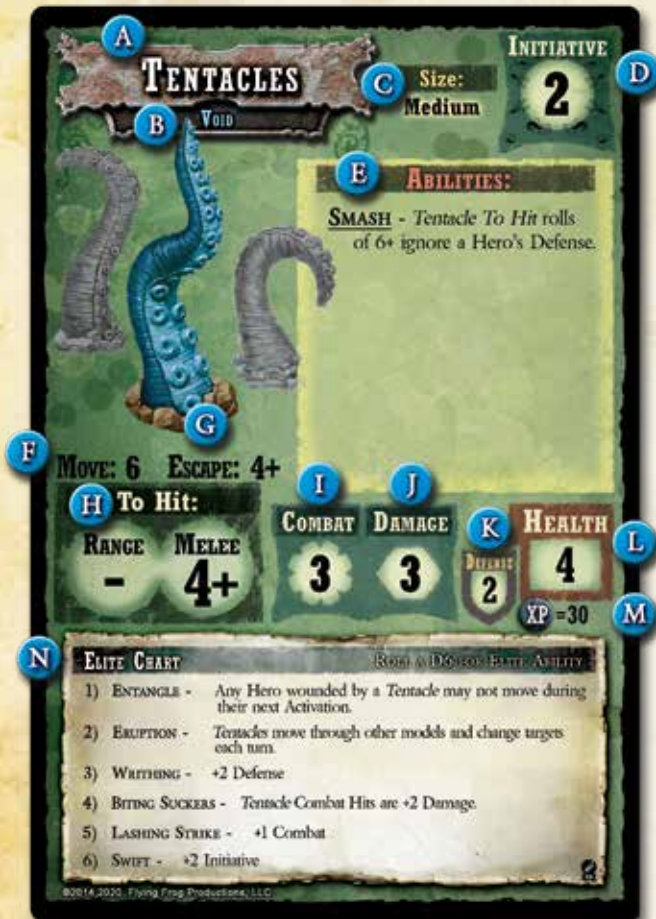 A
TENTACLES
B VOID
C Size:
Medium
INITIATIVE
2
D
E ABILITIES:
SMASH - Tentacle To Hit rolls
of 6+ ignore a Hero's Defense.
G
F MOVE: 6 ESCAPE: 4+
H To Hit:
RANGE MELEE
- 4+
I
COMBAT
3
J
DAMAGE
3
K
DEFENSE
2
HEALTH
4
L
XP =30
M
N ELITE CHART ROLL A D6 FOR ELITE ABILITY
1) ENTANGLE - Any Hero wounded by a Tentacle may not move during
their next Activation.
2) ERUPTION - Tentacles move through other models and change targets
each turn.
3) WRITHING - +2 Defense
4) BITING SUCKERS - Tentacle Combat Hits are +2 Damage.
5) LASHING STRIKE - +1 Combat
6) SWIFT - +2 Initiative
©2014, 2020, Flying Frog Productions, LLC